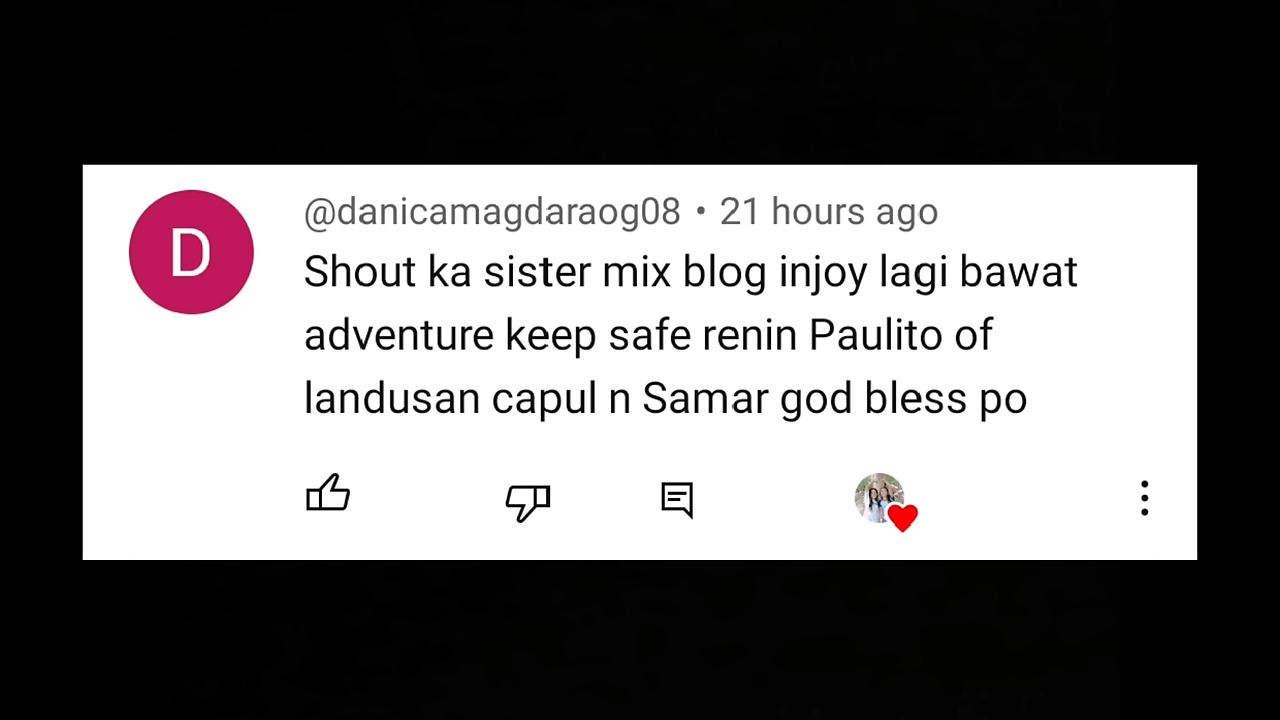 D
@danicamagdaraog08 • 21 hours ago
Shout ka sister mix blog injoy lagi bawat
adventure keep safe renin Paulito of
landusan capul n Samar god bless po